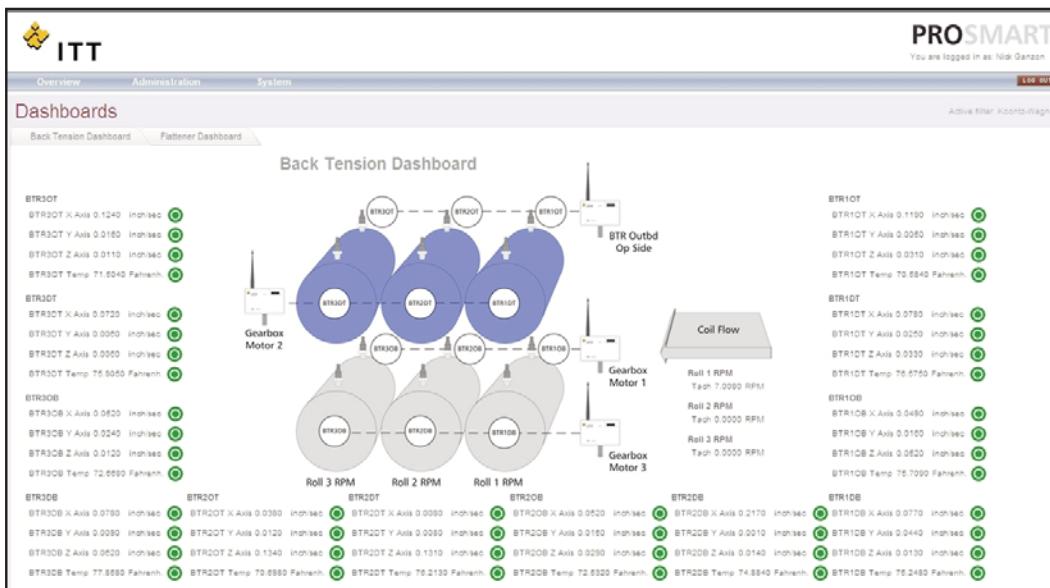 ITT
PROSMART
You are logged in as: Nick Ganzon
Overview Administration System
LOG OUT
Dashboards
Active filter: Koontz-Wagn
Back Tension Dashboard Flattener Dashboard
Back Tension Dashboard
BTR3OT
BTR3OT X Axis 0.1240 inch/sec
BTR3OT Y Axis 0.0160 inch/sec
BTR3OT Z Axis 0.0110 inch/sec
BTR3OT Temp 71.6040 Fahrenh.
BTR3DT
BTR3DT X Axis 0.0720 inch/sec
BTR3DT Y Axis 0.0060 inch/sec
BTR3DT Z Axis 0.0060 inch/sec
BTR3DT Temp 75.8060 Fahrenh.
BTR3OB
BTR3OB X Axis 0.0620 inch/sec
BTR3OB Y Axis 0.0240 inch/sec
BTR3OB Z Axis 0.0120 inch/sec
BTR3OB Temp 72.6690 Fahrenh.
BTR3OT BTR2OT BTR1OT
BTR Outbd
Op Side
BTR3DT BTR2DT BTR1DT
Gearbox
Motor 2
BTR3OB BTR2OB BTR1OB
Gearbox
Motor 1
BTR3DB BTR2DB BTR1DB
Gearbox
Motor 3
Roll 3 RPM Roll 2 RPM Roll 1 RPM
Coil Flow
Roll 1 RPM
Tach 7.0090 RPM
Roll 2 RPM
Tach 0.0000 RPM
Roll 3 RPM
Tach 0.0000 RPM
BTR1OT
BTR1OT X Axis 0.1190 inch/sec
BTR1OT Y Axis 0.0060 inch/sec
BTR1OT Z Axis 0.0310 inch/sec
BTR1OT Temp 70.6840 Fahrenh.
BTR1DT
BTR1DT X Axis 0.0780 inch/sec
BTR1DT Y Axis 0.0250 inch/sec
BTR1DT Z Axis 0.0330 inch/sec
BTR1DT Temp 76.6760 Fahrenh.
BTR1OB
BTR1OB X Axis 0.0490 inch/sec
BTR1OB Y Axis 0.0160 inch/sec
BTR1OB Z Axis 0.0620 inch/sec
BTR1OB Temp 75.7090 Fahrenh.
BTR3DB BTR2OT BTR2DT BTR2OB BTR2DB BTR1DB
BTR3DB X Axis 0.0780 inch/sec BTR2OT X Axis 0.0380 inch/sec BTR2DT X Axis 0.0090 inch/sec BTR2OB X Axis 0.0520 inch/sec BTR2DB X Axis 0.2170 inch/sec BTR1DB X Axis 0.0770 inch/sec
BTR3DB Y Axis 0.0090 inch/sec BTR2OT Y Axis 0.0120 inch/sec BTR2DT Y Axis 0.0080 inch/sec BTR2OB Y Axis 0.0160 inch/sec BTR2DB Y Axis 0.0010 inch/sec BTR1DB Y Axis 0.0440 inch/sec
BTR3DB Z Axis 0.0620 inch/sec BTR2OT Z Axis 0.1340 inch/sec BTR2DT Z Axis 0.1310 inch/sec BTR2OB Z Axis 0.0290 inch/sec BTR2DB Z Axis 0.0140 inch/sec BTR1DB Z Axis 0.0130 inch/sec
BTR3DB Temp 77.8680 Fahrenh. BTR2OT Temp 70.6980 Fahrenh. BTR2DT Temp 76.2130 Fahrenh. BTR2OB Temp 72.5320 Fahrenh. BTR2DB Temp 74.8840 Fahrenh. BTR1DB Temp 75.2480 Fahrenh.